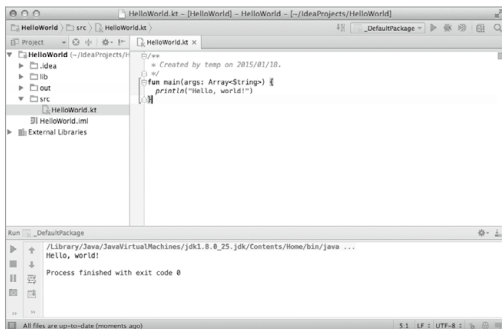 HelloWorld.kt - [HelloWorld] - HelloWorld - [~/IdeaProjects/HelloWorld]
HelloWorld src HelloWorld.kt _DefaultPackage
Project HelloWorld.kt ×
HelloWorld (~/IdeaProjects/H
.idea
lib
out
src
HelloWorld.kt
HelloWorld.iml
External Libraries
/**
* Created by temp on 2015/01/10.
*/
fun main(args: Array<String>) {
println("Hello, world!")
}
Run _DefaultPackage
/Library/Java/JavaVirtualMachines/jdk1.8.0_25.jdk/Contents/Home/bin/java ...
Hello, world!
Process finished with exit code 0
All files are up-to-date (moments ago) 5:1 LF UTF-8